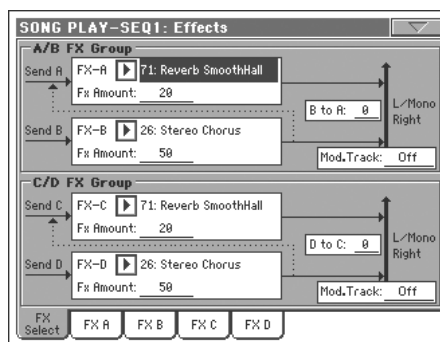 SONG PLAY-SEQ1: Effects
A/B FX Group
Send A FX-A 71: Reverb SmoothHall
Fx Amount: 20
B to A: 0
L/Mono
Right
Send B FX-B 26: Stereo Chorus
Fx Amount: 50
Mod.Track: Off
C/D FX Group
Send C FX-C 71: Reverb SmoothHall
Fx Amount: 20
D to C: 0
L/Mono
Right
Send D FX-D 26: Stereo Chorus
Fx Amount: 50
Mod.Track: Off
FX Select
FX A
FX B
FX C
FX D